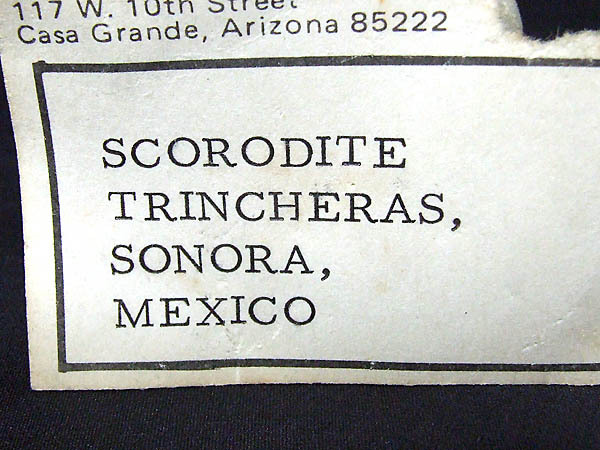 117 W. 10th Street
Casa Grande, Arizona 85222
SCORODITE
TRINCHERAS,
SONORA,
MEXICO